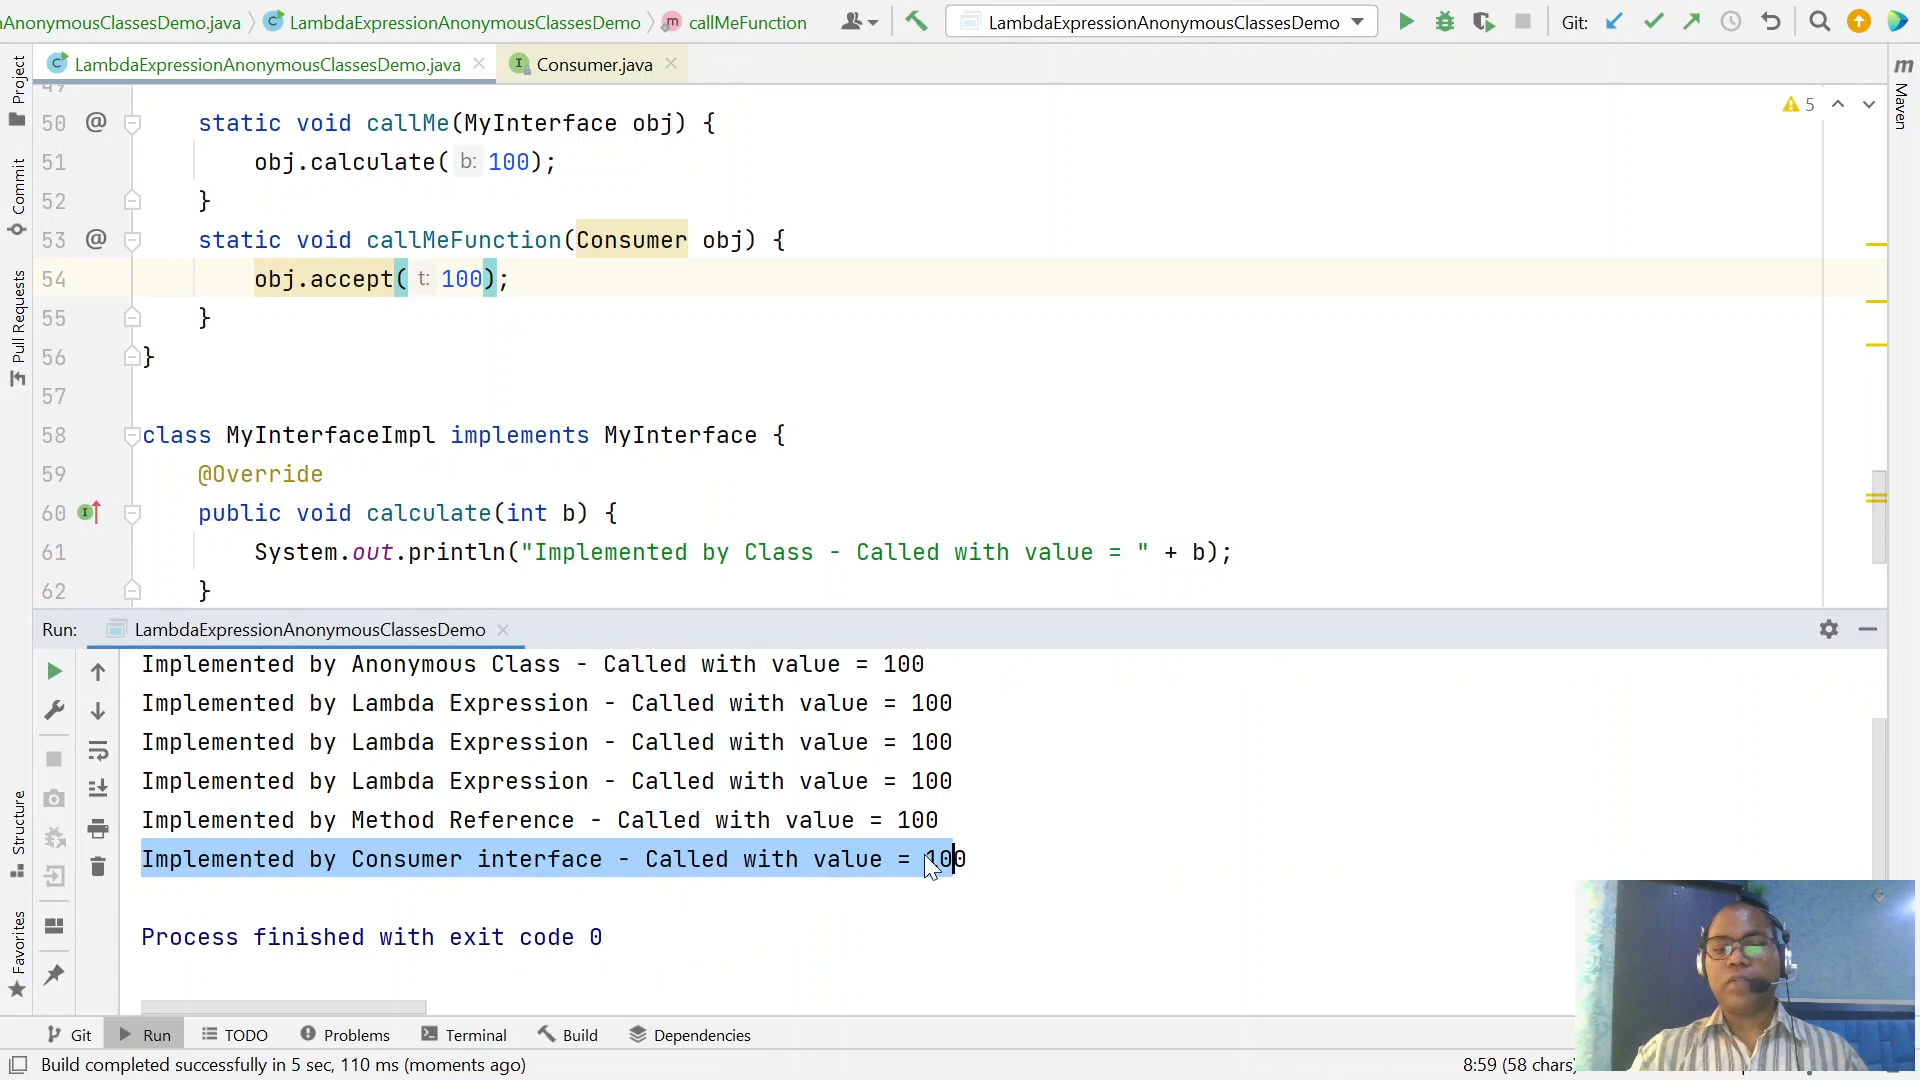 AnonymousClassesDemo.java
LambdaExpressionAnonymousClassesDemo
callMeFunction
LambdaExpressionAnonymousClassesDemo
Git:
LambdaExpressionAnonymousClassesDemo.java
Consumer.java
Project
Commit
Pull Requests
Structure
Favorites
Maven
5
49
50 @ static void callMe(MyInterface obj) {
51 obj.calculate( b: 100);
52 }
53 @ static void callMeFunction(Consumer obj) {
54 obj.accept( t: 100);
55 }
56 }
57
58 class MyInterfaceImpl implements MyInterface {
59 @Override
60 public void calculate(int b) {
61 System.out.println("Implemented by Class - Called with value = " + b);
62 }
Run: LambdaExpressionAnonymousClassesDemo
Implemented by Anonymous Class - Called with value = 100
Implemented by Lambda Expression - Called with value = 100
Implemented by Lambda Expression - Called with value = 100
Implemented by Lambda Expression - Called with value = 100
Implemented by Method Reference - Called with value = 100
Implemented by Consumer interface - Called with value = 100
Process finished with exit code 0
Git Run TODO Problems Terminal Build Dependencies
Build completed successfully in 5 sec, 110 ms (moments ago)
8:59 (58 chars)